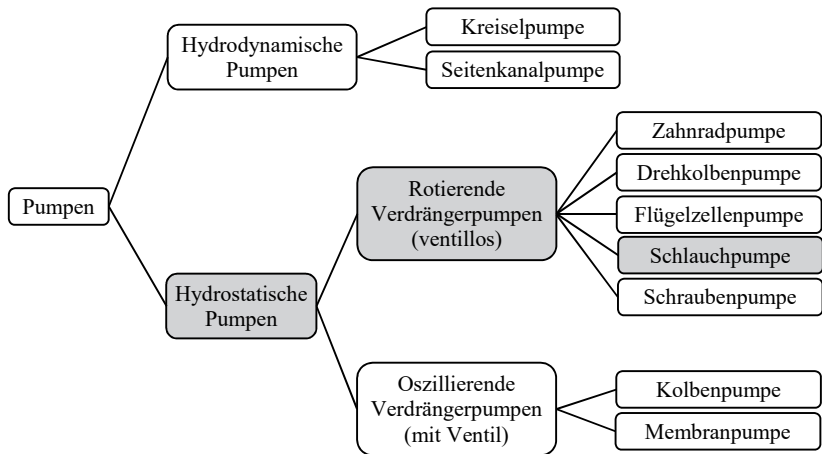 Hydrodynamische
Pumpen
Kreiselpumpe
Seitenkanalpumpe
Pumpen
Hydrostatische
Pumpen
Rotierende
Verdrängerpumpen
(ventillos)
Zahnradpumpe
Drehkolbenpumpe
Flügelzellenpumpe
Schlauchpumpe
Schraubenpumpe
Oszillierende
Verdrängerpumpen
(mit Ventil)
Kolbenpumpe
Membranpumpe